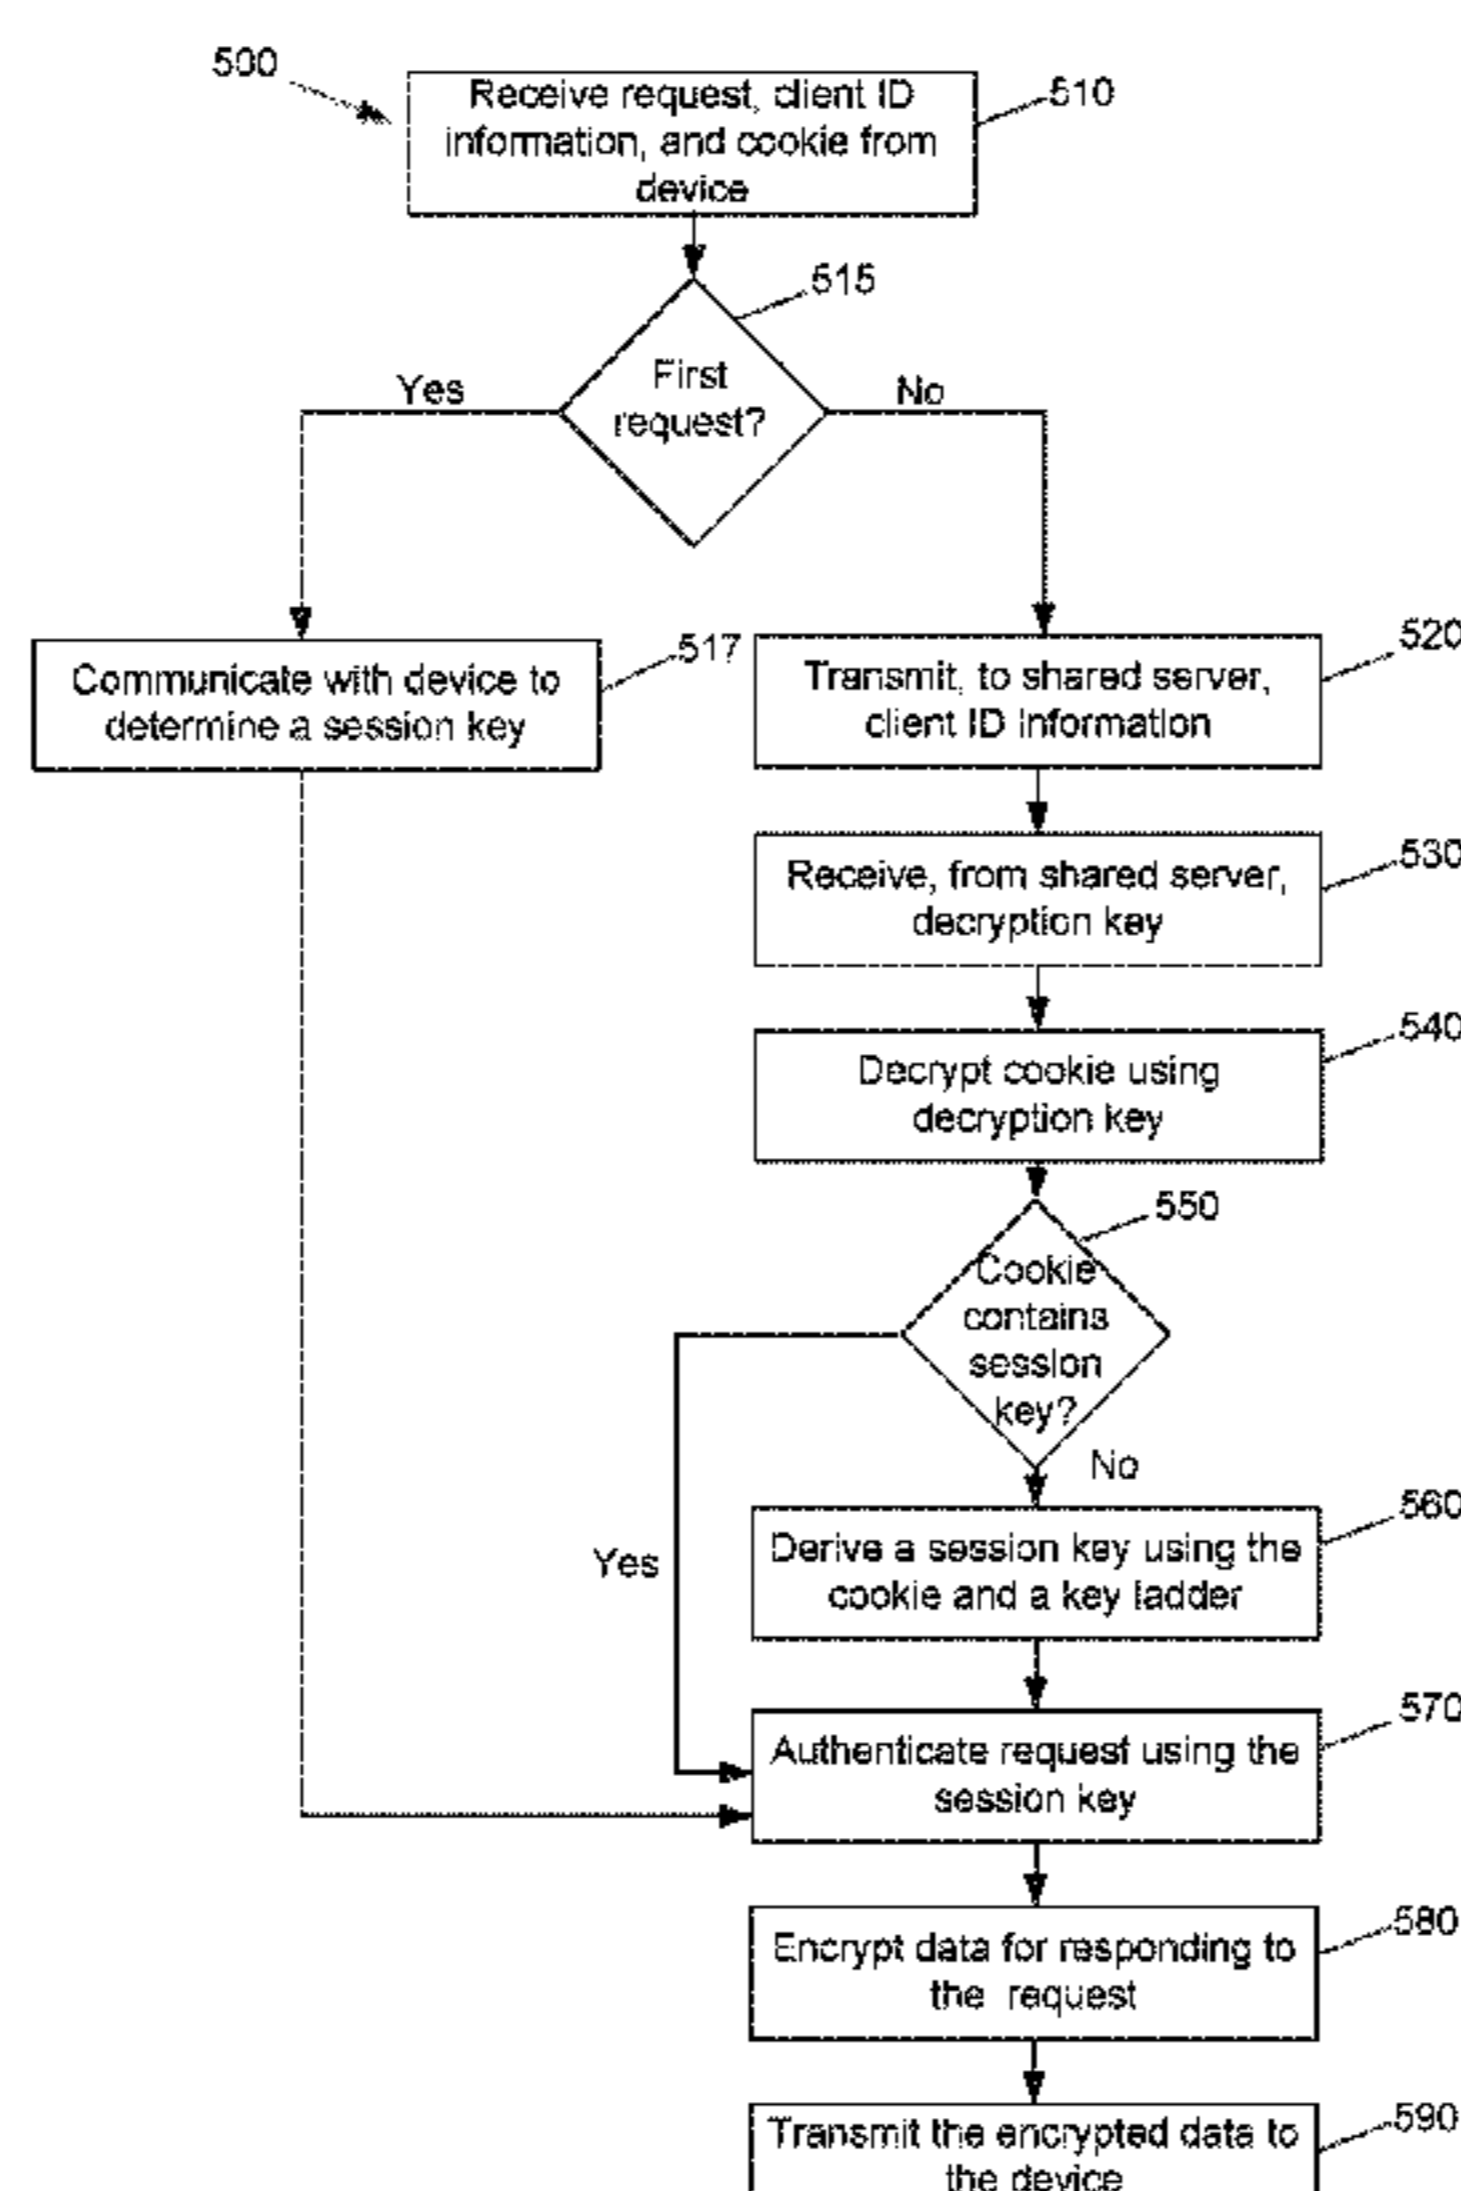 500
Receive request, client ID
information, and cookie from
device
510
515
First
request?
Yes
No
517
Communicate with device to
determine a session key
520
Transmit, to shared server,
client ID information
530
Receive, from shared server,
decryption key
540
Decrypt cookie using
decryption key
550
Cookie
contains
session
key?
No
Yes
560
Derive a session key using the
cookie and a key ladder
570
Authenticate request using the
session key
580
Encrypt data for responding to
the request
590
Transmit the encrypted data to
the device